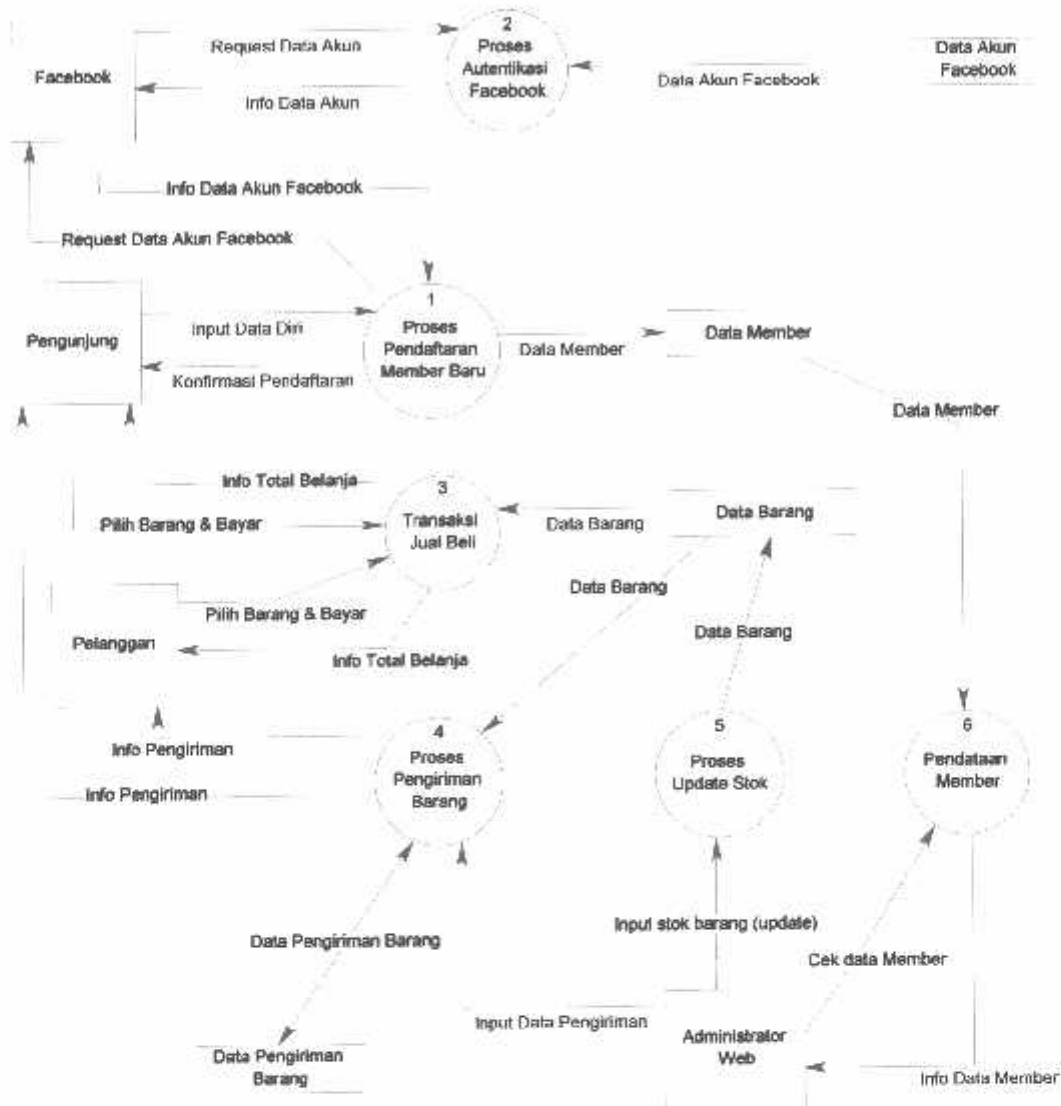 2
Proses
Autentikasi
Facebook
Request Data Akun
Info Data Akun
Facebook
Data Akun Facebook
Data Akun
Facebook
Info Data Akun Facebook
Request Data Akun Facebook
Pengunjung
Input Data Diri
Konfirmasi Pendaftaran
1
Proses
Pendaftaran
Member Baru
Data Member
Data Member
Data Member
Info Total Belanja
Pilih Barang & Bayar
3
Transaksi
Jual Beli
Data Barang
Data Barang
Data Barang
Data Barang
Pilih Barang & Bayar
Pelanggan
Info Total Belanja
Info Pengiriman
Info Pengiriman
4
Proses
Pengiriman
Barang
5
Proses
Update Stok
6
Pendataan
Member
Data Pengiriman Barang
Input stok barang (update)
Cek data Member
Input Data Pengiriman
Data Pengiriman
Barang
Administrator
Web
Info Data Member